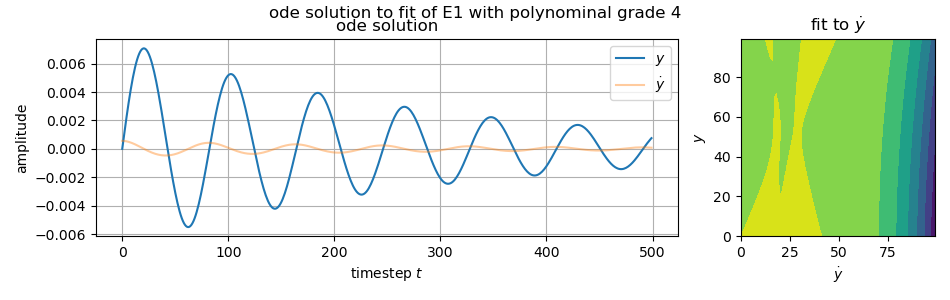 ode solution to fit of E1 with polynominal grade 4
ode solution
fit to ẏ
0.006
0.004
0.002
0.000
−0.002
−0.004
−0.006
amplitude
y
ẏ
0
100
200
300
400
500
timestep t
80
60
40
20
0
y
0
25
50
75
ẏ